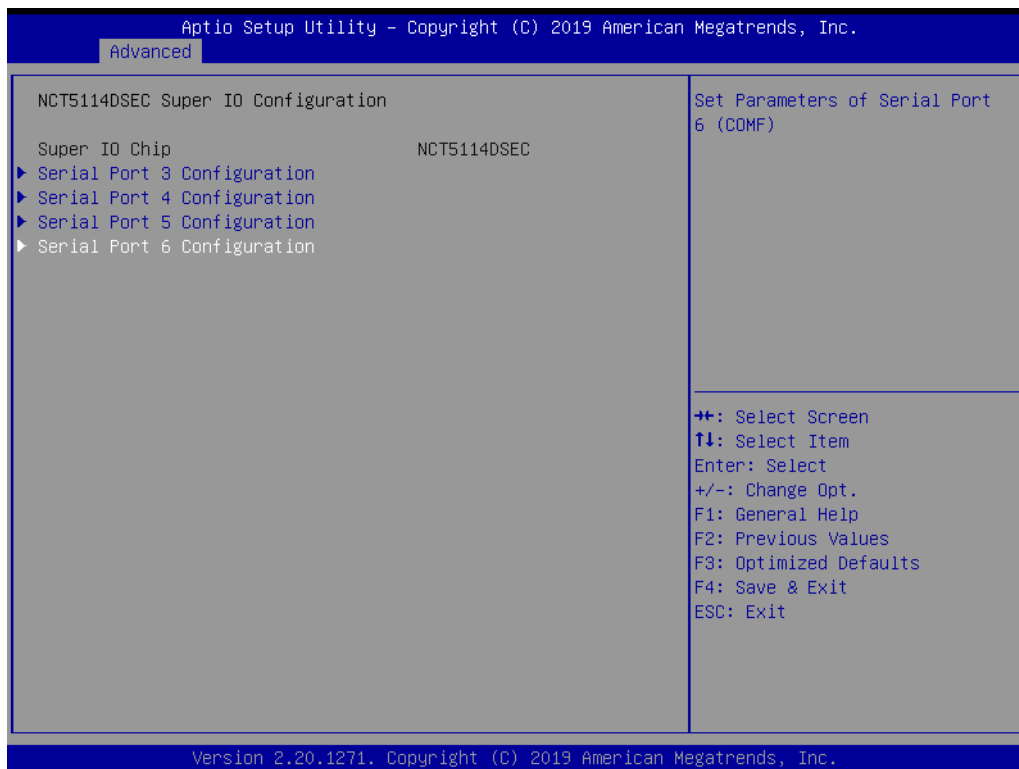 Aptio Setup Utility – Copyright (C) 2019 American Megatrends, Inc.
Advanced
NCT5114DSEC Super IO Configuration
Super IO Chip NCT5114DSEC
Serial Port 3 Configuration
Serial Port 4 Configuration
Serial Port 5 Configuration
Serial Port 6 Configuration
Set Parameters of Serial Port
6 (COMF)
→←: Select Screen
↑↓: Select Item
Enter: Select
+/-: Change Opt.
F1: General Help
F2: Previous Values
F3: Optimized Defaults
F4: Save & Exit
ESC: Exit
Version 2.20.1271. Copyright (C) 2019 American Megatrends, Inc.